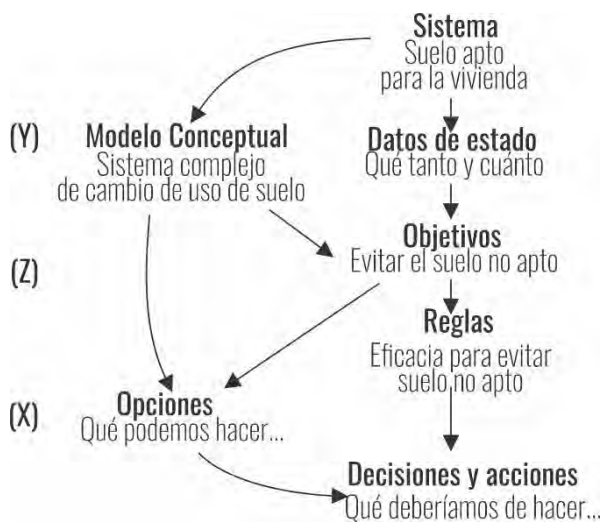 Sistema
Suelo apto
para la vivienda
(Y)
Modelo Conceptual
Sistema complejo
de cambio de uso de suelo
Datos de estado
Qué tanto y cuánto
(Z)
Objetivos
Evitar el suelo no apto
Reglas
Eficacia para evitar
suelo no apto
(X)
Opciones
Qué podemos hacer...
Decisiones y acciones
Qué deberíamos de hacer...